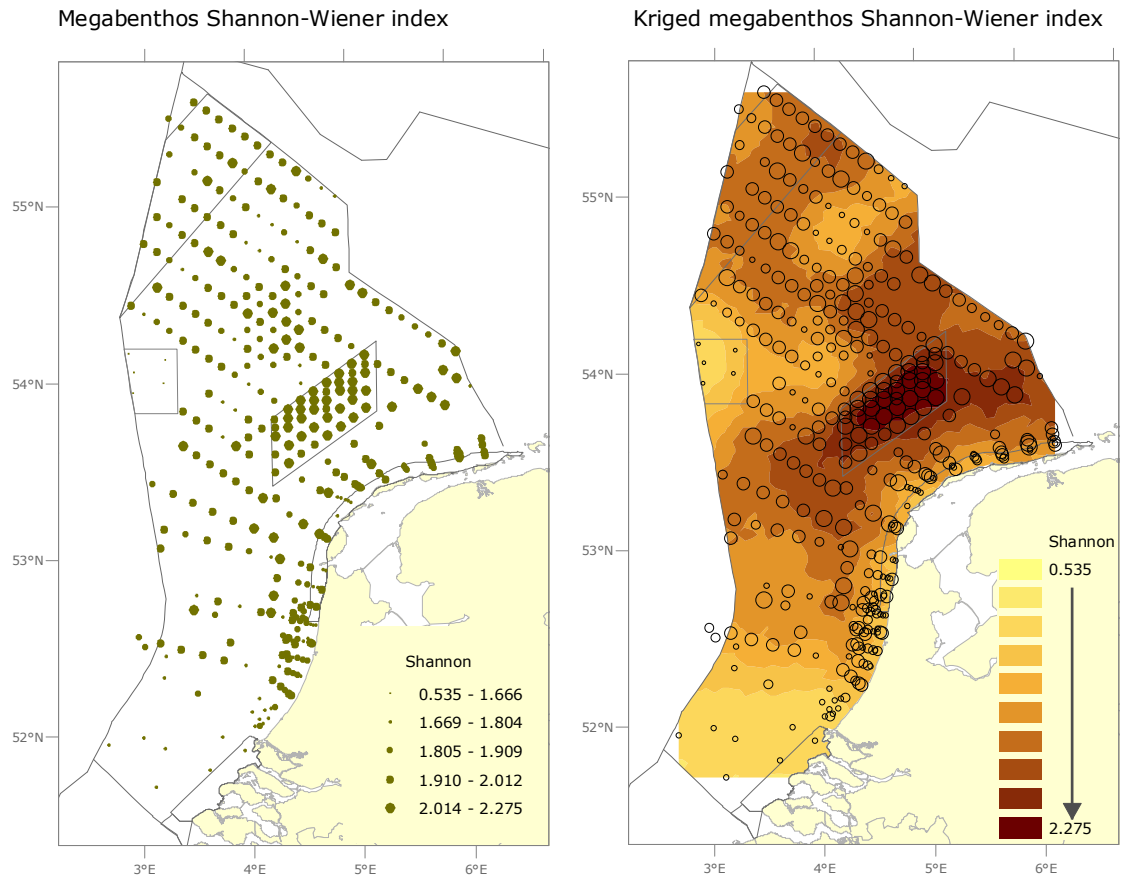 Megabenthos Shannon-Wiener index
55°N
54°N
53°N
52°N
3°E
4°E
5°E
6°E
Shannon
0.535 - 1.666
1.669 - 1.804
1.805 - 1.909
1.910 - 2.012
2.014 - 2.275
Kriged megabenthos Shannon-Wiener index
55°N
54°N
53°N
52°N
3°E
4°E
5°E
6°E
Shannon
0.535
2.275